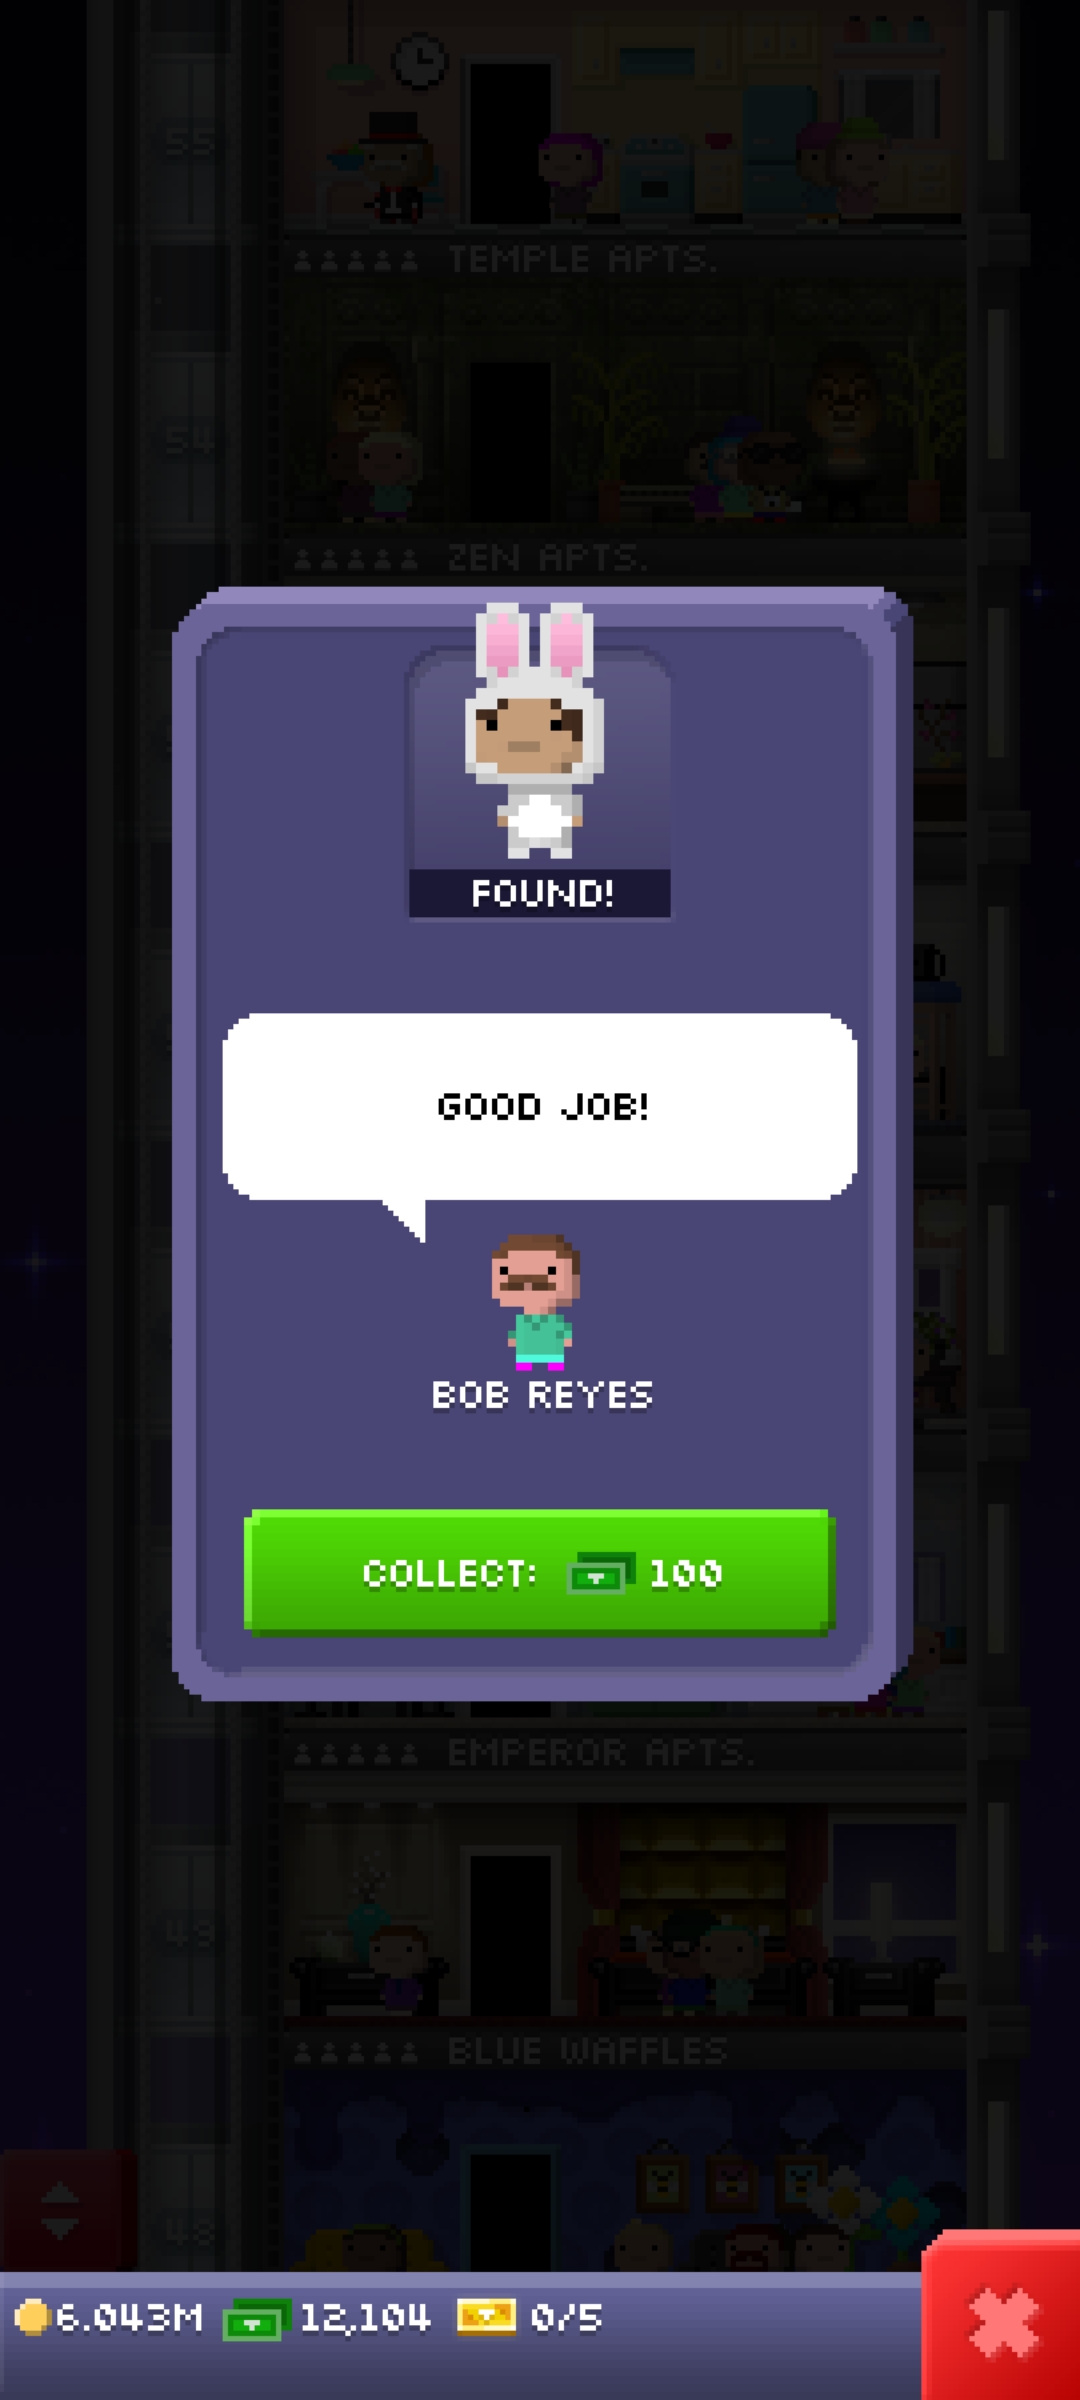 55
TEMPLE APTS.
54
ZEN APTS.
FOUND!
GOOD JOB!
BOB REYES
COLLECT: 100
EMPEROR APTS.
49
BLUE WAFFLES
48
6.043M 12,104 0/5